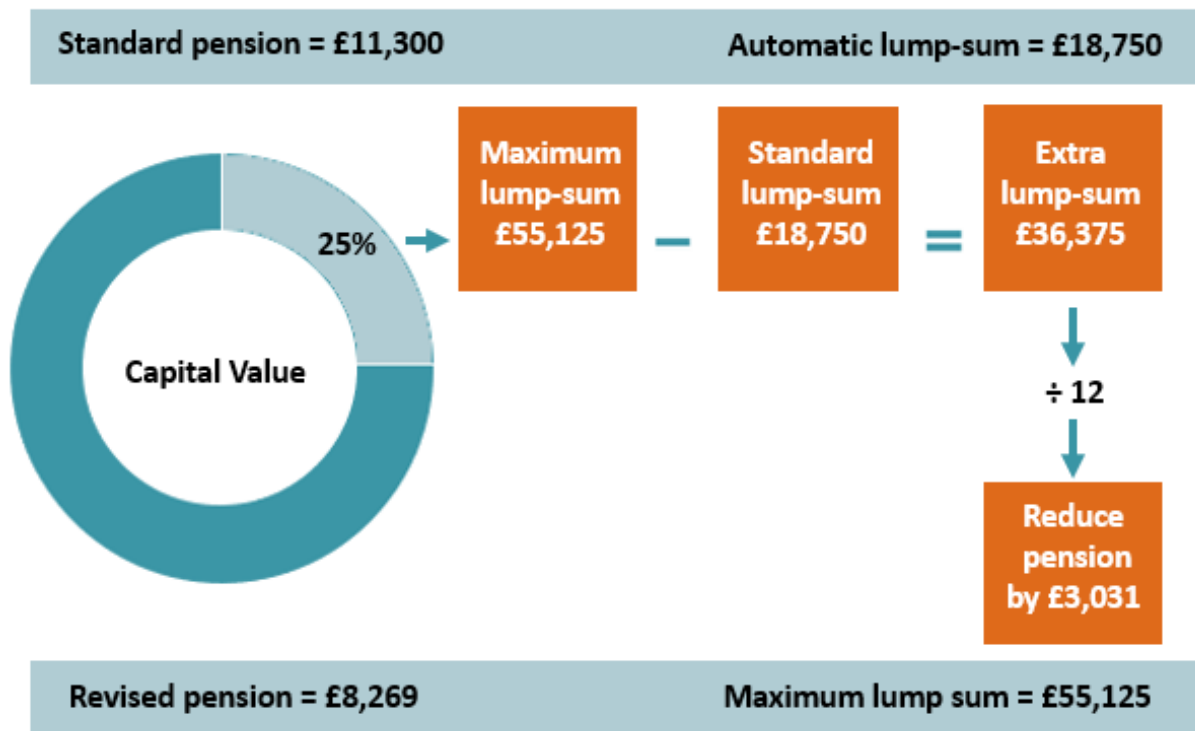 Standard pension = £11,300
Automatic lump-sum = £18,750
25%
Capital Value
Maximum
lump-sum
£55,125
–
Standard
lump-sum
£18,750
=
Extra
lump-sum
£36,375
÷ 12
Reduce
pension
by £3,031
Revised pension = £8,269
Maximum lump sum = £55,125